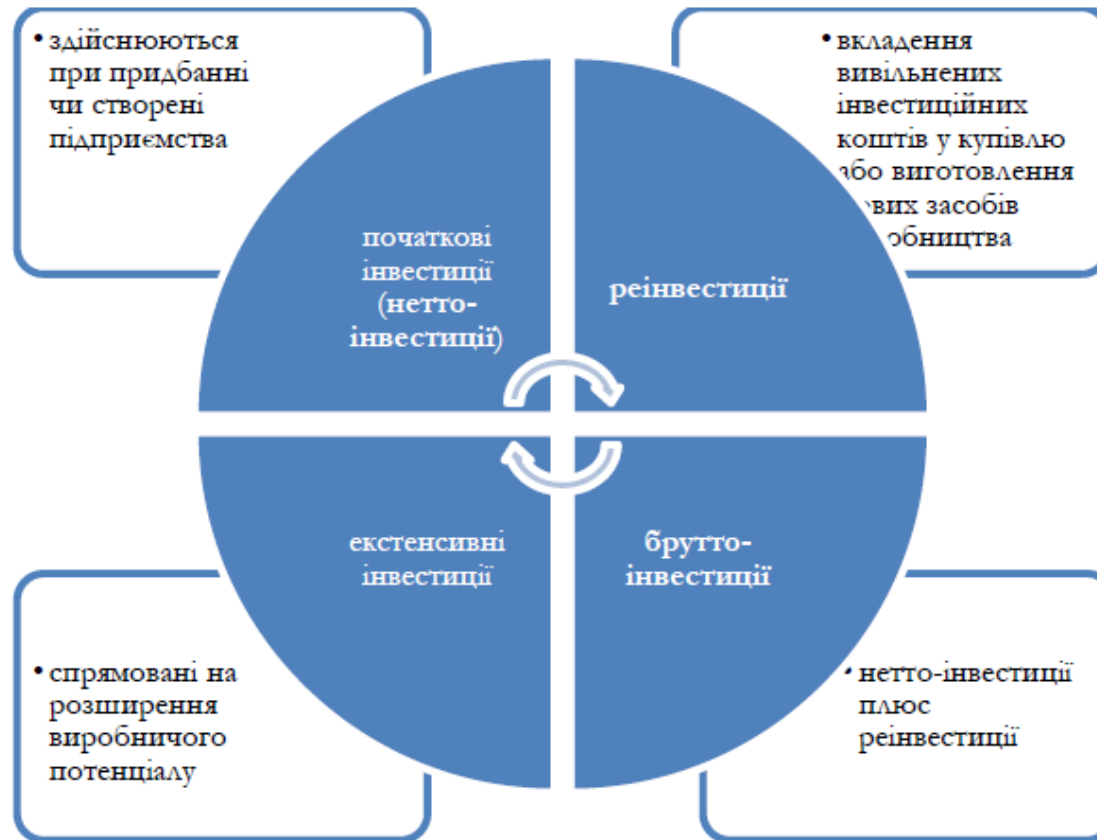 • здійснюються
при придбанні
чи створені
підприємства
• вкладення
вивільнених
інвестиційних
коштів у купівлю
або виготовлення
засобів
початкові
інвестиції
(нетто-
інвестиції)
реінвестиції
екстенсивні
інвестиції
брутто-
інвестиції
• спрямовані на
розширення
виробничого
потенціалу
• нетто-інвестиції
плюс
реінвестиції